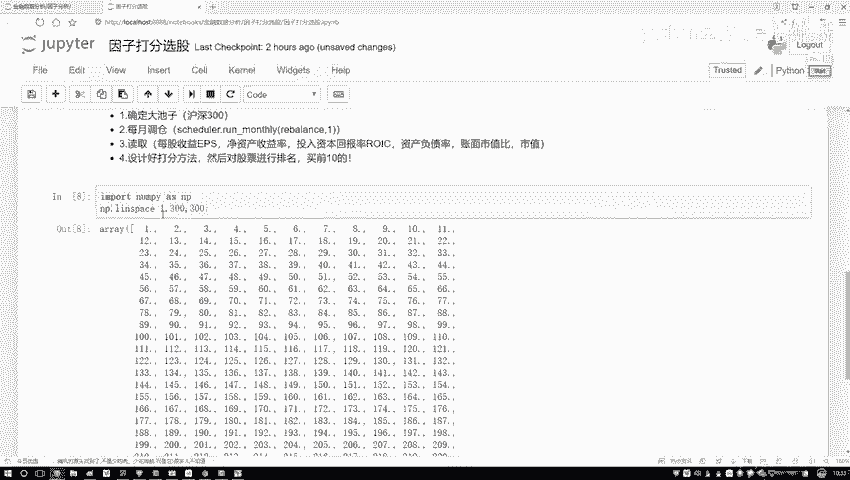 jupyter 因子打分选股 Last Checkpoint: 2 hours ago (unsaved changes)
Logout
File Edit View Insert Cell Kernel Widgets Help
Trusted
Python
Code
1.确定大池子（沪深300）
2.每月调仓（scheduler.run_monthly(rebalance,1)）
3.读取（每股收益EPS，净资产收益率，投入资本回报率ROIC，资产负债率，账面市值比，市值）
4.设计好打分方法，然后对股票进行排名，买前10的！
In [8]: import numpy as np
np.linspace(1,300,300)
Out[8]: array([ 1., 2., 3., 4., 5., 6., 7., 8., 9., 10., 11.,
12., 13., 14., 15., 16., 17., 18., 19., 20., 21., 22.,
23., 24., 25., 26., 27., 28., 29., 30., 31., 32., 33.,
34., 35., 36., 37., 38., 39., 40., 41., 42., 43., 44.,
45., 46., 47., 48., 49., 50., 51., 52., 53., 54., 55.,
56., 57., 58., 59., 60., 61., 62., 63., 64., 65., 66.,
67., 68., 69., 70., 71., 72., 73., 74., 75., 76., 77.,
78., 79., 80., 81., 82., 83., 84., 85., 86., 87., 88.,
89., 90., 91., 92., 93., 94., 95., 96., 97., 98., 99.,
100., 101., 102., 103., 104., 105., 106., 107., 108., 109., 110.,
111., 112., 113., 114., 115., 116., 117., 118., 119., 120., 121.,
122., 123., 124., 125., 126., 127., 128., 129., 130., 131., 132.,
133., 134., 135., 136., 137., 138., 139., 140., 141., 142., 143.,
144., 145., 146., 147., 148., 149., 150., 151., 152., 153., 154.,
155., 156., 157., 158., 159., 160., 161., 162., 163., 164., 165.,
166., 167., 168., 169., 170., 171., 172., 173., 174., 175., 176.,
177., 178., 179., 180., 181., 182., 183., 184., 185., 186., 187.,
188., 189., 190., 191., 192., 193., 194., 195., 196., 197., 198.,
199., 200., 201., 202., 203., 204., 205., 206., 207., 208., 209.,